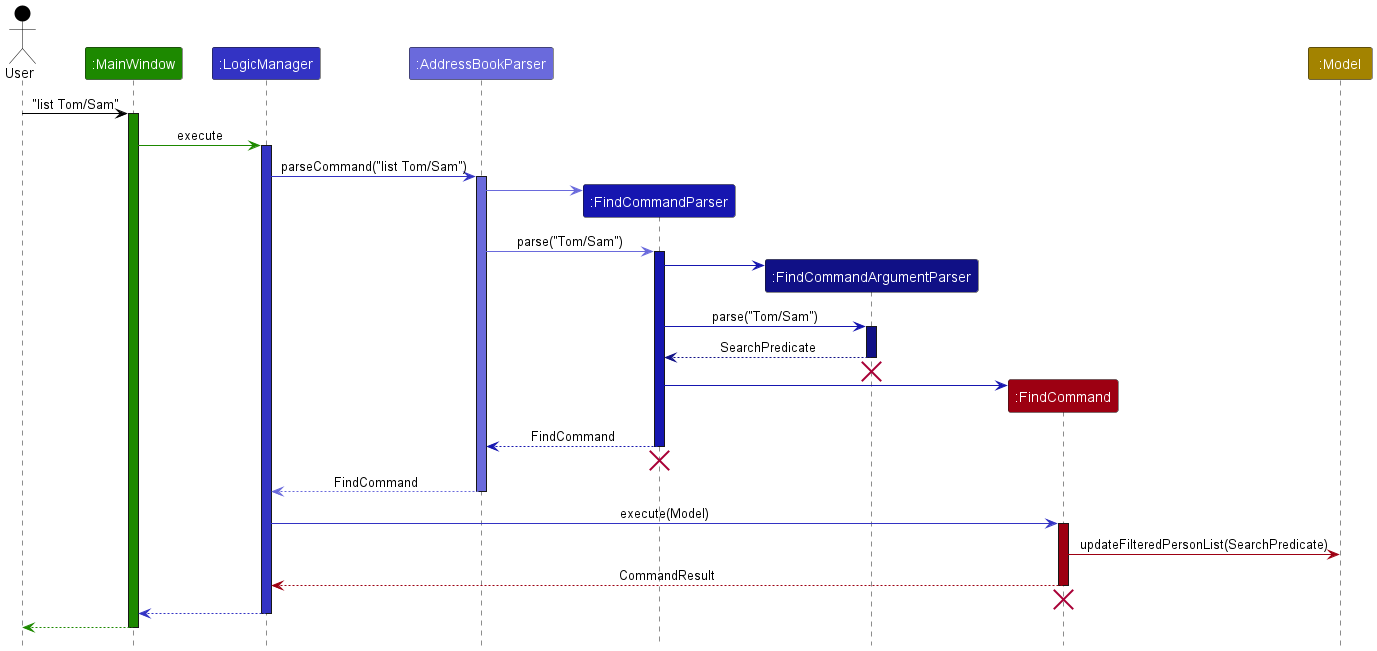 User
:MainWindow
:LogicManager
:AddressBookParser
:Model
"list Tom/Sam"
execute
parseCommand("list Tom/Sam")
:FindCommandParser
parse("Tom/Sam")
:FindCommandArgumentParser
parse("Tom/Sam")
SearchPredicate
:FindCommand
FindCommand
FindCommand
execute(Model)
updateFilteredPersonList(SearchPredicate)
CommandResult